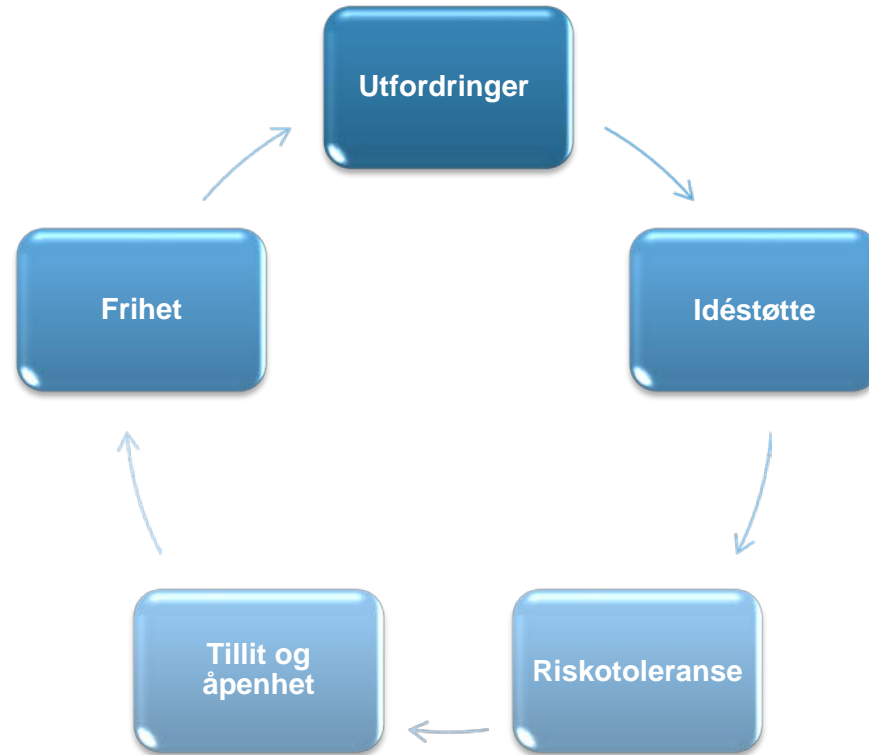 Utfordringer
Idéstøtte
Riskotoleranse
Tillit og
åpenhet
Frihet